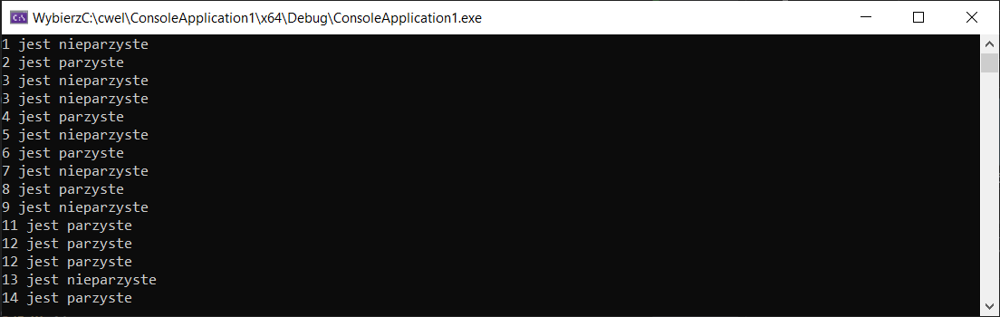 WybierzC:\cwel\ConsoleApplication1\x64\Debug\ConsoleApplication1.exe
1 jest nieparzyste
2 jest parzyste
3 jest nieparzyste
3 jest nieparzyste
4 jest parzyste
5 jest nieparzyste
6 jest parzyste
7 jest nieparzyste
8 jest parzyste
9 jest nieparzyste
11 jest parzyste
12 jest parzyste
12 jest parzyste
13 jest nieparzyste
14 jest parzyste